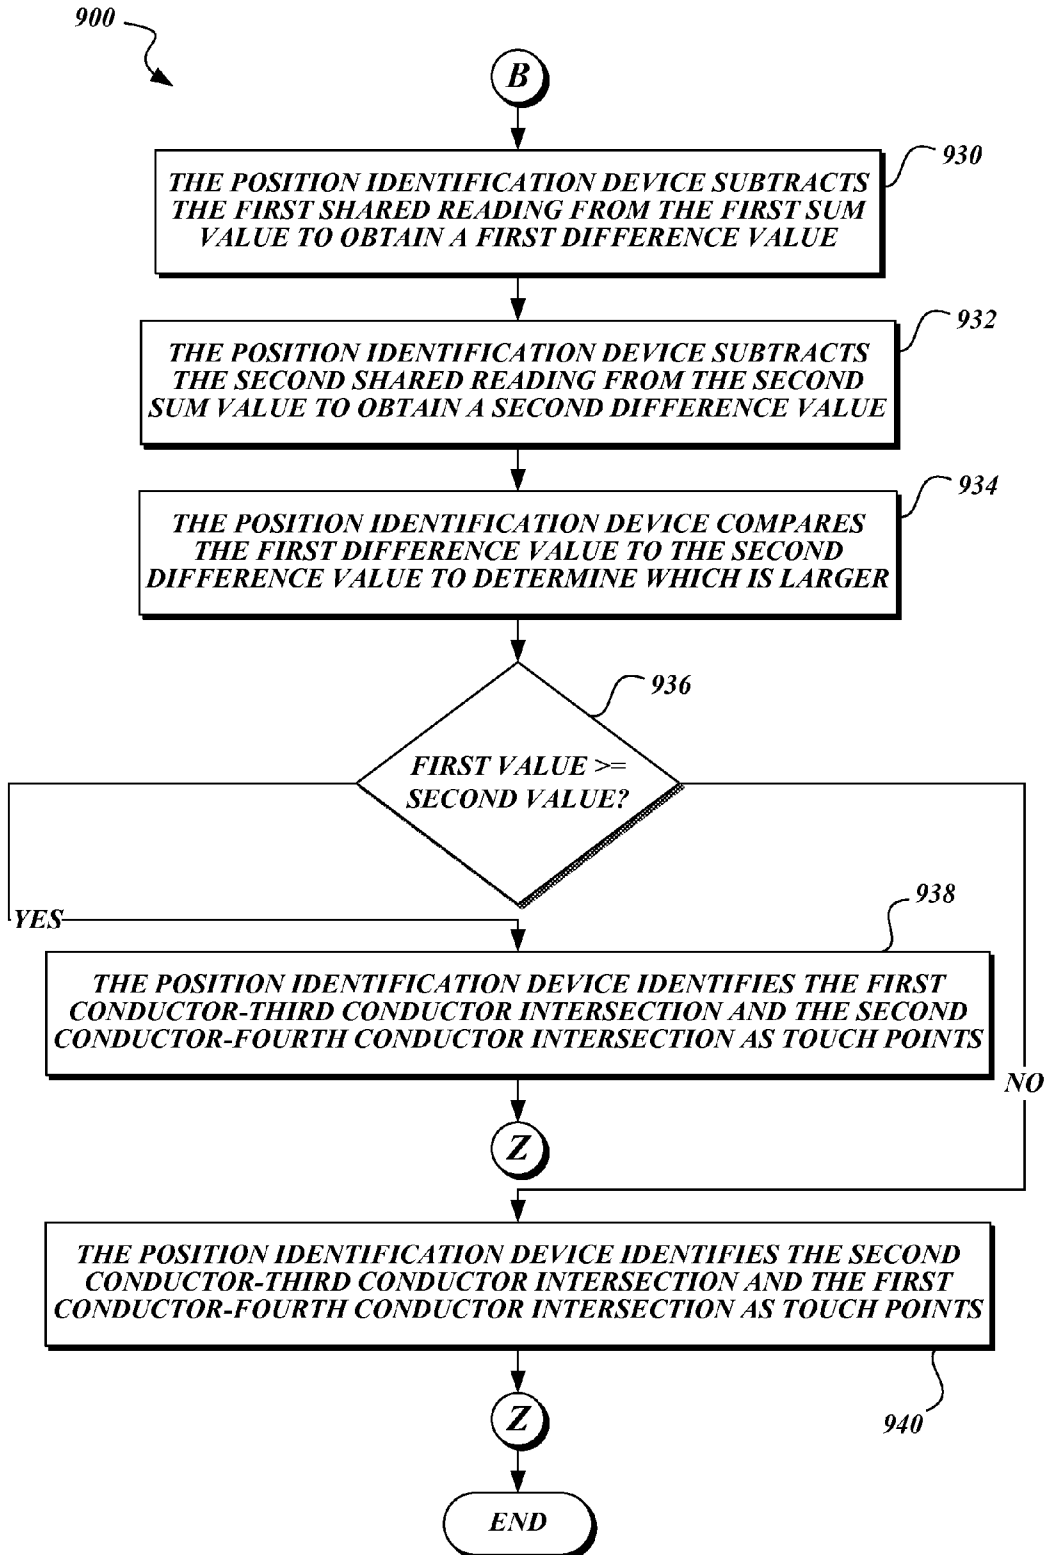 900
B
930
THE POSITION IDENTIFICATION DEVICE SUBTRACTS
THE FIRST SHARED READING FROM THE FIRST SUM
VALUE TO OBTAIN A FIRST DIFFERENCE VALUE
932
THE POSITION IDENTIFICATION DEVICE SUBTRACTS
THE SECOND SHARED READING FROM THE SECOND
SUM VALUE TO OBTAIN A SECOND DIFFERENCE VALUE
934
THE POSITION IDENTIFICATION DEVICE COMPARES
THE FIRST DIFFERENCE VALUE TO THE SECOND
DIFFERENCE VALUE TO DETERMINE WHICH IS LARGER
936
FIRST VALUE >=
SECOND VALUE?
YES
938
THE POSITION IDENTIFICATION DEVICE IDENTIFIES THE FIRST
CONDUCTOR-THIRD CONDUCTOR INTERSECTION AND THE SECOND
CONDUCTOR-FOURTH CONDUCTOR INTERSECTION AS TOUCH POINTS
NO
Z
THE POSITION IDENTIFICATION DEVICE IDENTIFIES THE SECOND
CONDUCTOR-THIRD CONDUCTOR INTERSECTION AND THE FIRST
CONDUCTOR-FOURTH CONDUCTOR INTERSECTION AS TOUCH POINTS
Z
940
END